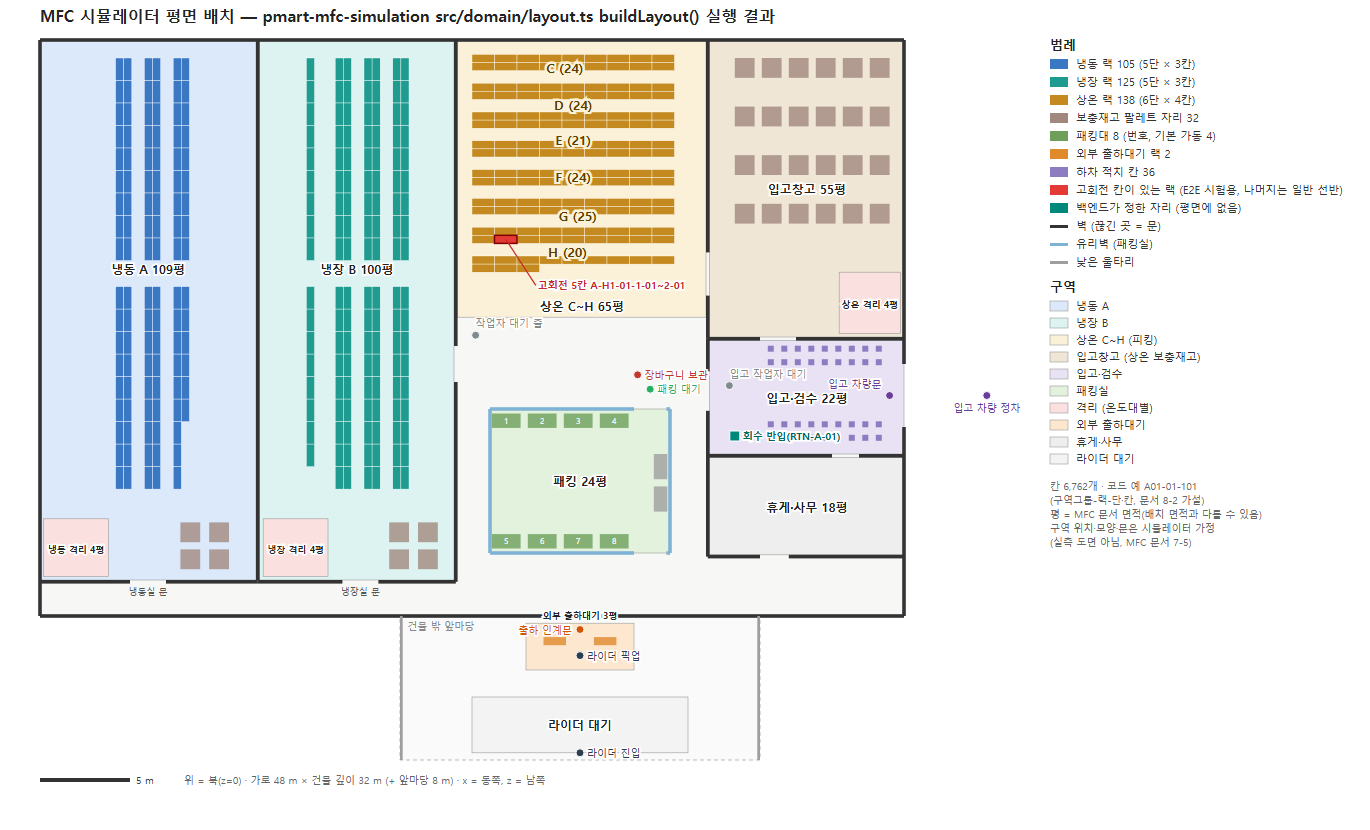 MFC 시뮬레이터 평면 배치 — pmart-mfc-simulation src/domain/layout.ts buildLayout() 실행 결과
C (24)
D (24)
E (21)
F (24)
G (25)
H (20)
고회전 5칸 A-H1-01-1-01~2-01
상온 C~H 65평
냉동 A 109평
냉장 B 100평
입고창고 55평
상온 격리 4평
작업자 대기 줄
장바구니 보관
패킹 대기
입고 작업자 대기
입고 차량문
입고·검수 22평
입고 차량 정차
회수 반입(RTN-A-01)
1
2
3
4
패킹 24평
5
6
7
8
휴게·사무 18평
냉동 격리 4평
냉장 격리 4평
냉동실 문
냉장실 문
외부 출하대기 3평
건물 밖 앞마당
출하 인계문
라이더 픽업
라이더 대기
라이더 진입
5 m
위 = 북(z=0) · 가로 48 m × 건물 깊이 32 m (+ 앞마당 8 m) · x = 동쪽, z = 남쪽
범례
냉동 랙 105 (5단 × 3칸)
냉장 랙 125 (5단 × 3칸)
상온 랙 138 (6단 × 4칸)
보충재고 팔레트 자리 32
패킹대 8 (번호, 기본 가동 4)
외부 출하대기 랙 2
하차 적치 칸 36
고회전 칸이 있는 랙 (E2E 시험용, 나머지는 일반 선반)
백엔드가 정한 자리 (평면에 없음)
벽 (끊긴 곳 = 문)
유리벽 (패킹실)
낮은 울타리
구역
냉동 A
냉장 B
상온 C~H (피킹)
입고창고 (상온 보충재고)
입고·검수
패킹실
격리 (온도대별)
외부 출하대기
휴게·사무
라이더 대기
칸 6,762개 · 코드 예 A01-01-101
(구역그룹-랙-단·칸, 문서 8-2 가설)
평 = MFC 문서 면적(배치 면적과 다를 수 있음)
구역 위치·모양·문은 시뮬레이터 가정
(실측 도면 아님, MFC 문서 7-5)